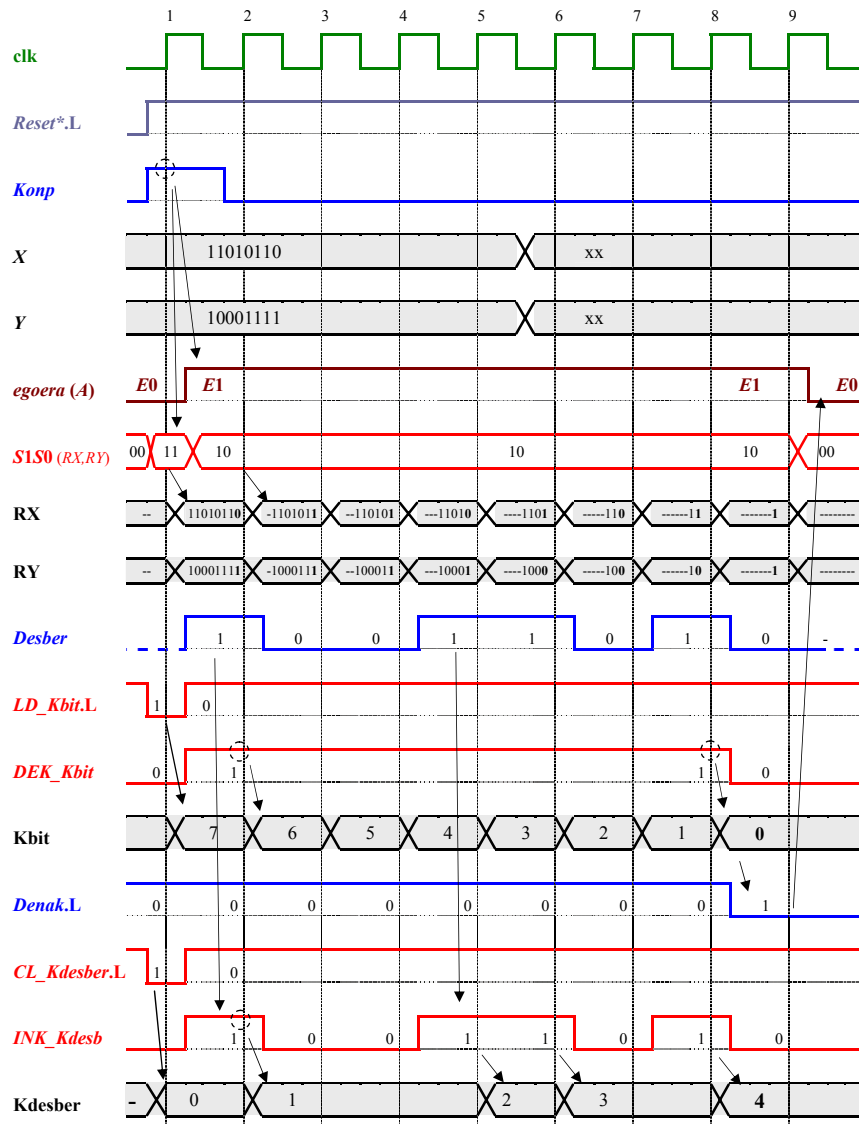 1 2 3 4 5 6 7 8 9
clk
Reset*.L
Konp
X 11010110 xx
Y 10001111 xx
egoera (A) E0 E1 E1 E0
S1S0 (RX,RY) 00 11 10 10 10 00
RX -- 11010110 -1101011 --110101 ---11010 ----1101 -----110 ------11 -------1 --------
RY -- 10001111 -1000111 --100011 ---10001 ----1000 -----100 ------10 -------1 --------
Desber 1 0 0 1 1 0 1 0 -
LD_Kbit.L 1 0
DEK_Kbit 0 1 1 0
Kbit 7 6 5 4 3 2 1 0
Denak.L 0 0 0 0 0 0 0 0 1
CL_Kdesber.L 1 0
INK_Kdesb 1 0 0 1 1 0 1 0
Kdesber - 0 1 2 3 4